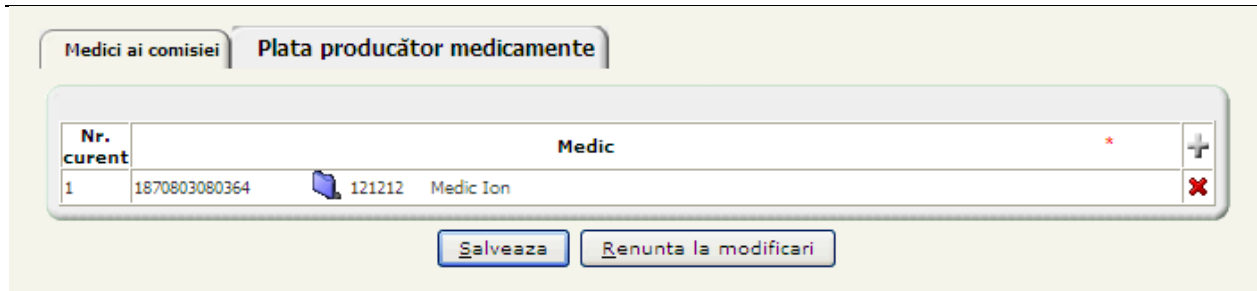 Medici ai comisiei Plata producător medicamente
Nr. curent Medic *
1 1870803080364 121212 Medic Ion
Salveaza Renunta la modificari